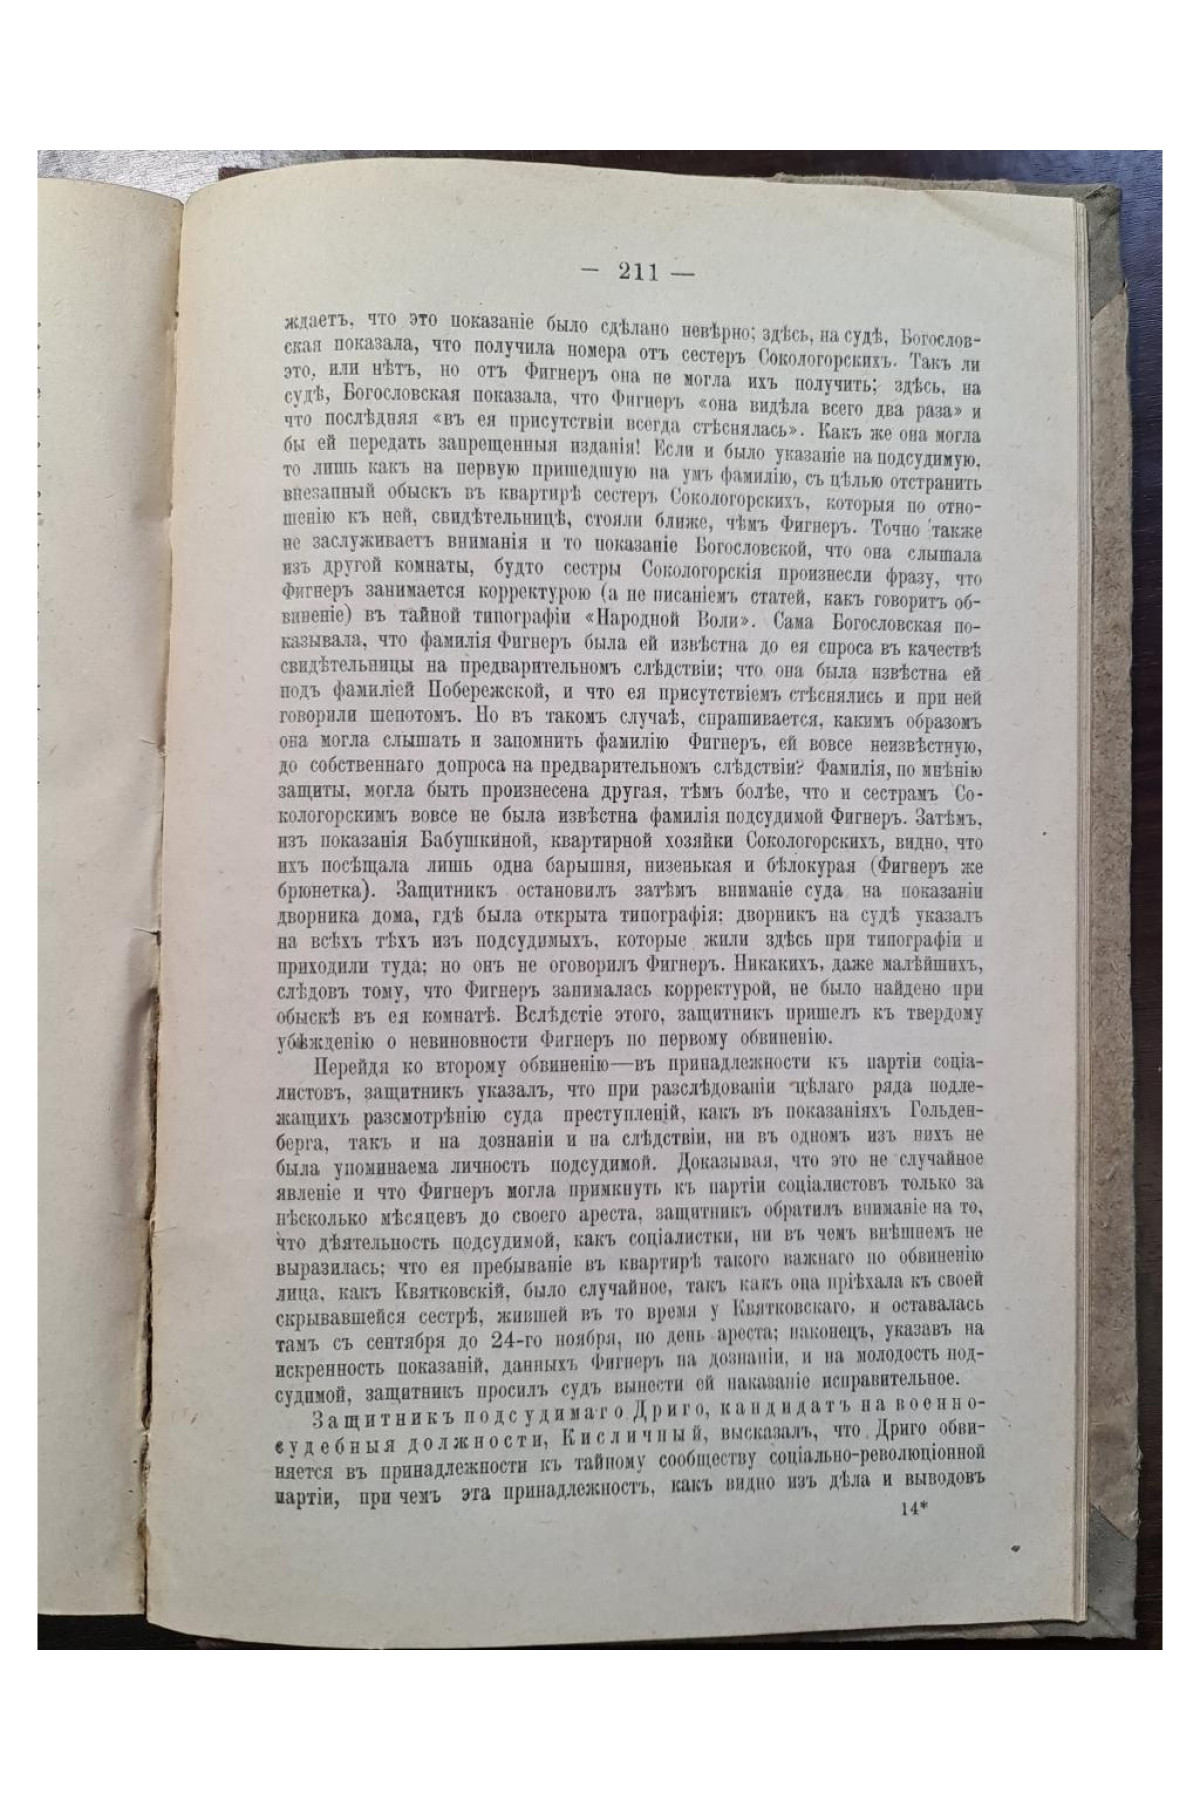 — 211 —
ждаетъ, что это показаніе было сдѣлано невѣрно; здѣсь, на судѣ, Богослов-
ская показала, что получила номера отъ сестеръ Сокологорскихъ. Такъ ли
это, или нѣтъ, но отъ Фигнеръ она не могла ихъ получить; здѣсь, на
судѣ, Богословская показала, что Фигнеръ «она видѣла всего два раза» и
что послѣдняя «въ ея присутствіи всегда стѣснялась». Какъ же она могла
бы ей передать запрещенныя изданія! Если и было указаніе на подсудимую,
то лишь какъ на первую пришедшую на умъ фамилію, съ цѣлью отстранить
внезапный обыскъ въ квартирѣ сестеръ Сокологорскихъ, которыя по отно-
шенію къ ней, свидѣтельницѣ, стояли ближе, чѣмъ Фигнеръ. Точно также
не заслуживаетъ вниманія и то показаніе Богословской, что она слышала
изъ другой комнаты, будто сестры Сокологорскія произнесли фразу, что
Фигнеръ занимается корректурою (а не писаніемъ статей, какъ говоритъ об-
виненіе) въ тайной типографіи «Народной Воли». Сама Богословская по-
казывала, что фамилія Фигнеръ была ей извѣстна до ея спроса въ качествѣ
свидѣтельницы на предварительномъ слѣдствіи; что она была извѣстна ей
подъ фамиліей Побережской, и что ея присутствіемъ стѣснялись и при ней
говорили шепотомъ. Но въ такомъ случаѣ, спрашивается, какимъ образомъ
она могла слышать и запомнить фамилію Фигнеръ, ей вовсе неизвѣстную,
до собственнаго допроса на предварительномъ слѣдствіи? Фамилія, по мнѣнію
защиты, могла быть произнесена другая, тѣмъ болѣе, что и сестрамъ Со-
кологорскимъ вовсе не была извѣстна фамилія подсудимой Фигнеръ. Затѣмъ,
изъ показанія Бабушкиной, квартирной хозяйки Сокологорскихъ, видно, что
ихъ посѣщала лишь одна барышня, низенькая и бѣлокурая (Фигнеръ же
брюнетка). Защитникъ остановилъ затѣмъ вниманіе суда на показаніи
дворника дома, гдѣ была открыта типографія; дворникъ на судѣ указалъ
на всѣхъ тѣхъ изъ подсудимыхъ, которые жили здѣсь при типографіи и
приходили туда; но онъ не оговорилъ Фигнеръ. Никакихъ, даже малѣйшихъ,
слѣдовъ тому, что Фигнеръ занималась корректурой, не было найдено при
обыскѣ въ ея комнатѣ. Вслѣдстіе этого, защитникъ пришелъ къ твердому
убѣжденію о невиновности Фигнеръ по первому обвиненію.
Перейдя ко второму обвиненію—въ принадлежности къ партіи соціа-
листовъ, защитникъ указалъ, что при разслѣдованіи цѣлаго ряда подле-
жащихъ разсмотрѣнію суда преступленій, какъ въ показаніяхъ Гольден-
берга, такъ и на дознаніи и на слѣдствіи, ни въ одномъ изъ нихъ не
была упоминаема личность подсудимой. Доказывая, что это не случайное
явленіе и что Фигнеръ могла примкнуть къ партіи соціалистовъ только за
нѣсколько мѣсяцевъ до своего ареста, защитникъ обратилъ вниманіе на то,
что дѣятельность подсудимой, какъ соціалистки, ни въ чемъ внѣшнемъ не
выразилась; что ея пребываніе въ квартирѣ такого важнаго по обвиненію
лица, какъ Квятковскій, было случайное, такъ какъ она пріѣхала къ своей
скрывавшейся сестрѣ, жившей въ то время у Квятковскаго, и оставалась
тамъ съ сентября до 24-го ноября, по день ареста; наконецъ, указавъ на
искренность показаній, данныхъ Фигнеръ на дознаніи, и на молодость под-
судимой, защитникъ просилъ судъ вынести ей наказаніе исправительное.
Защитникъ подсудимаго Дриго, кандидатъ на военно-
судебныя должности, Кисличный, высказалъ, что Дриго обви-
няется въ принадлежности къ тайному сообществу соціально-революціонной
партіи, при чемъ эта принадлежность, какъ видно изъ дѣла и выводовъ
14*